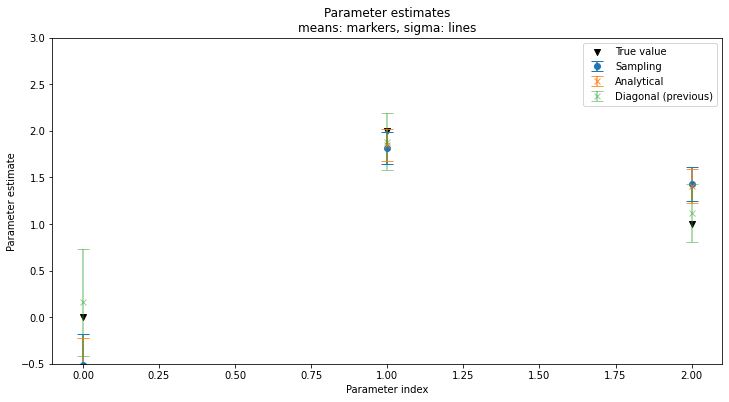 Parameter estimates
means: markers, sigma: lines
3.0
2.5
2.0
1.5
1.0
0.5
0.0
−0.5
Parameter estimate
True value
Sampling
Analytical
Diagonal (previous)
0.00 0.25 0.50 0.75 1.00 1.25 1.50 1.75 2.00
Parameter index